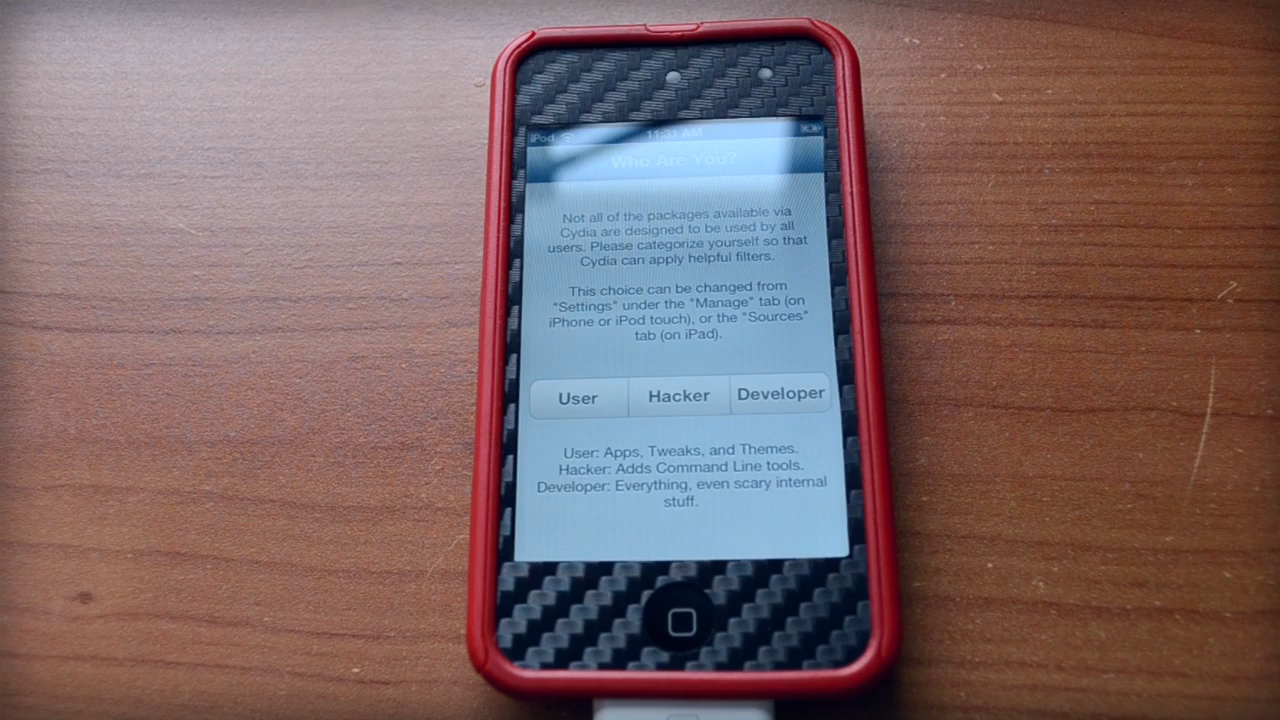 iPod 11:31 AM
Who Are You?
Not all of the packages available via
Cydia are designed to be used by all
users. Please categorize yourself so that
Cydia can apply helpful filters.
This choice can be changed from
"Settings" under the "Manage" tab (on
iPhone or iPod touch), or the "Sources"
tab (on iPad).
User Hacker Developer
User: Apps, Tweaks, and Themes.
Hacker: Adds Command Line tools.
Developer: Everything, even scary internal
stuff.